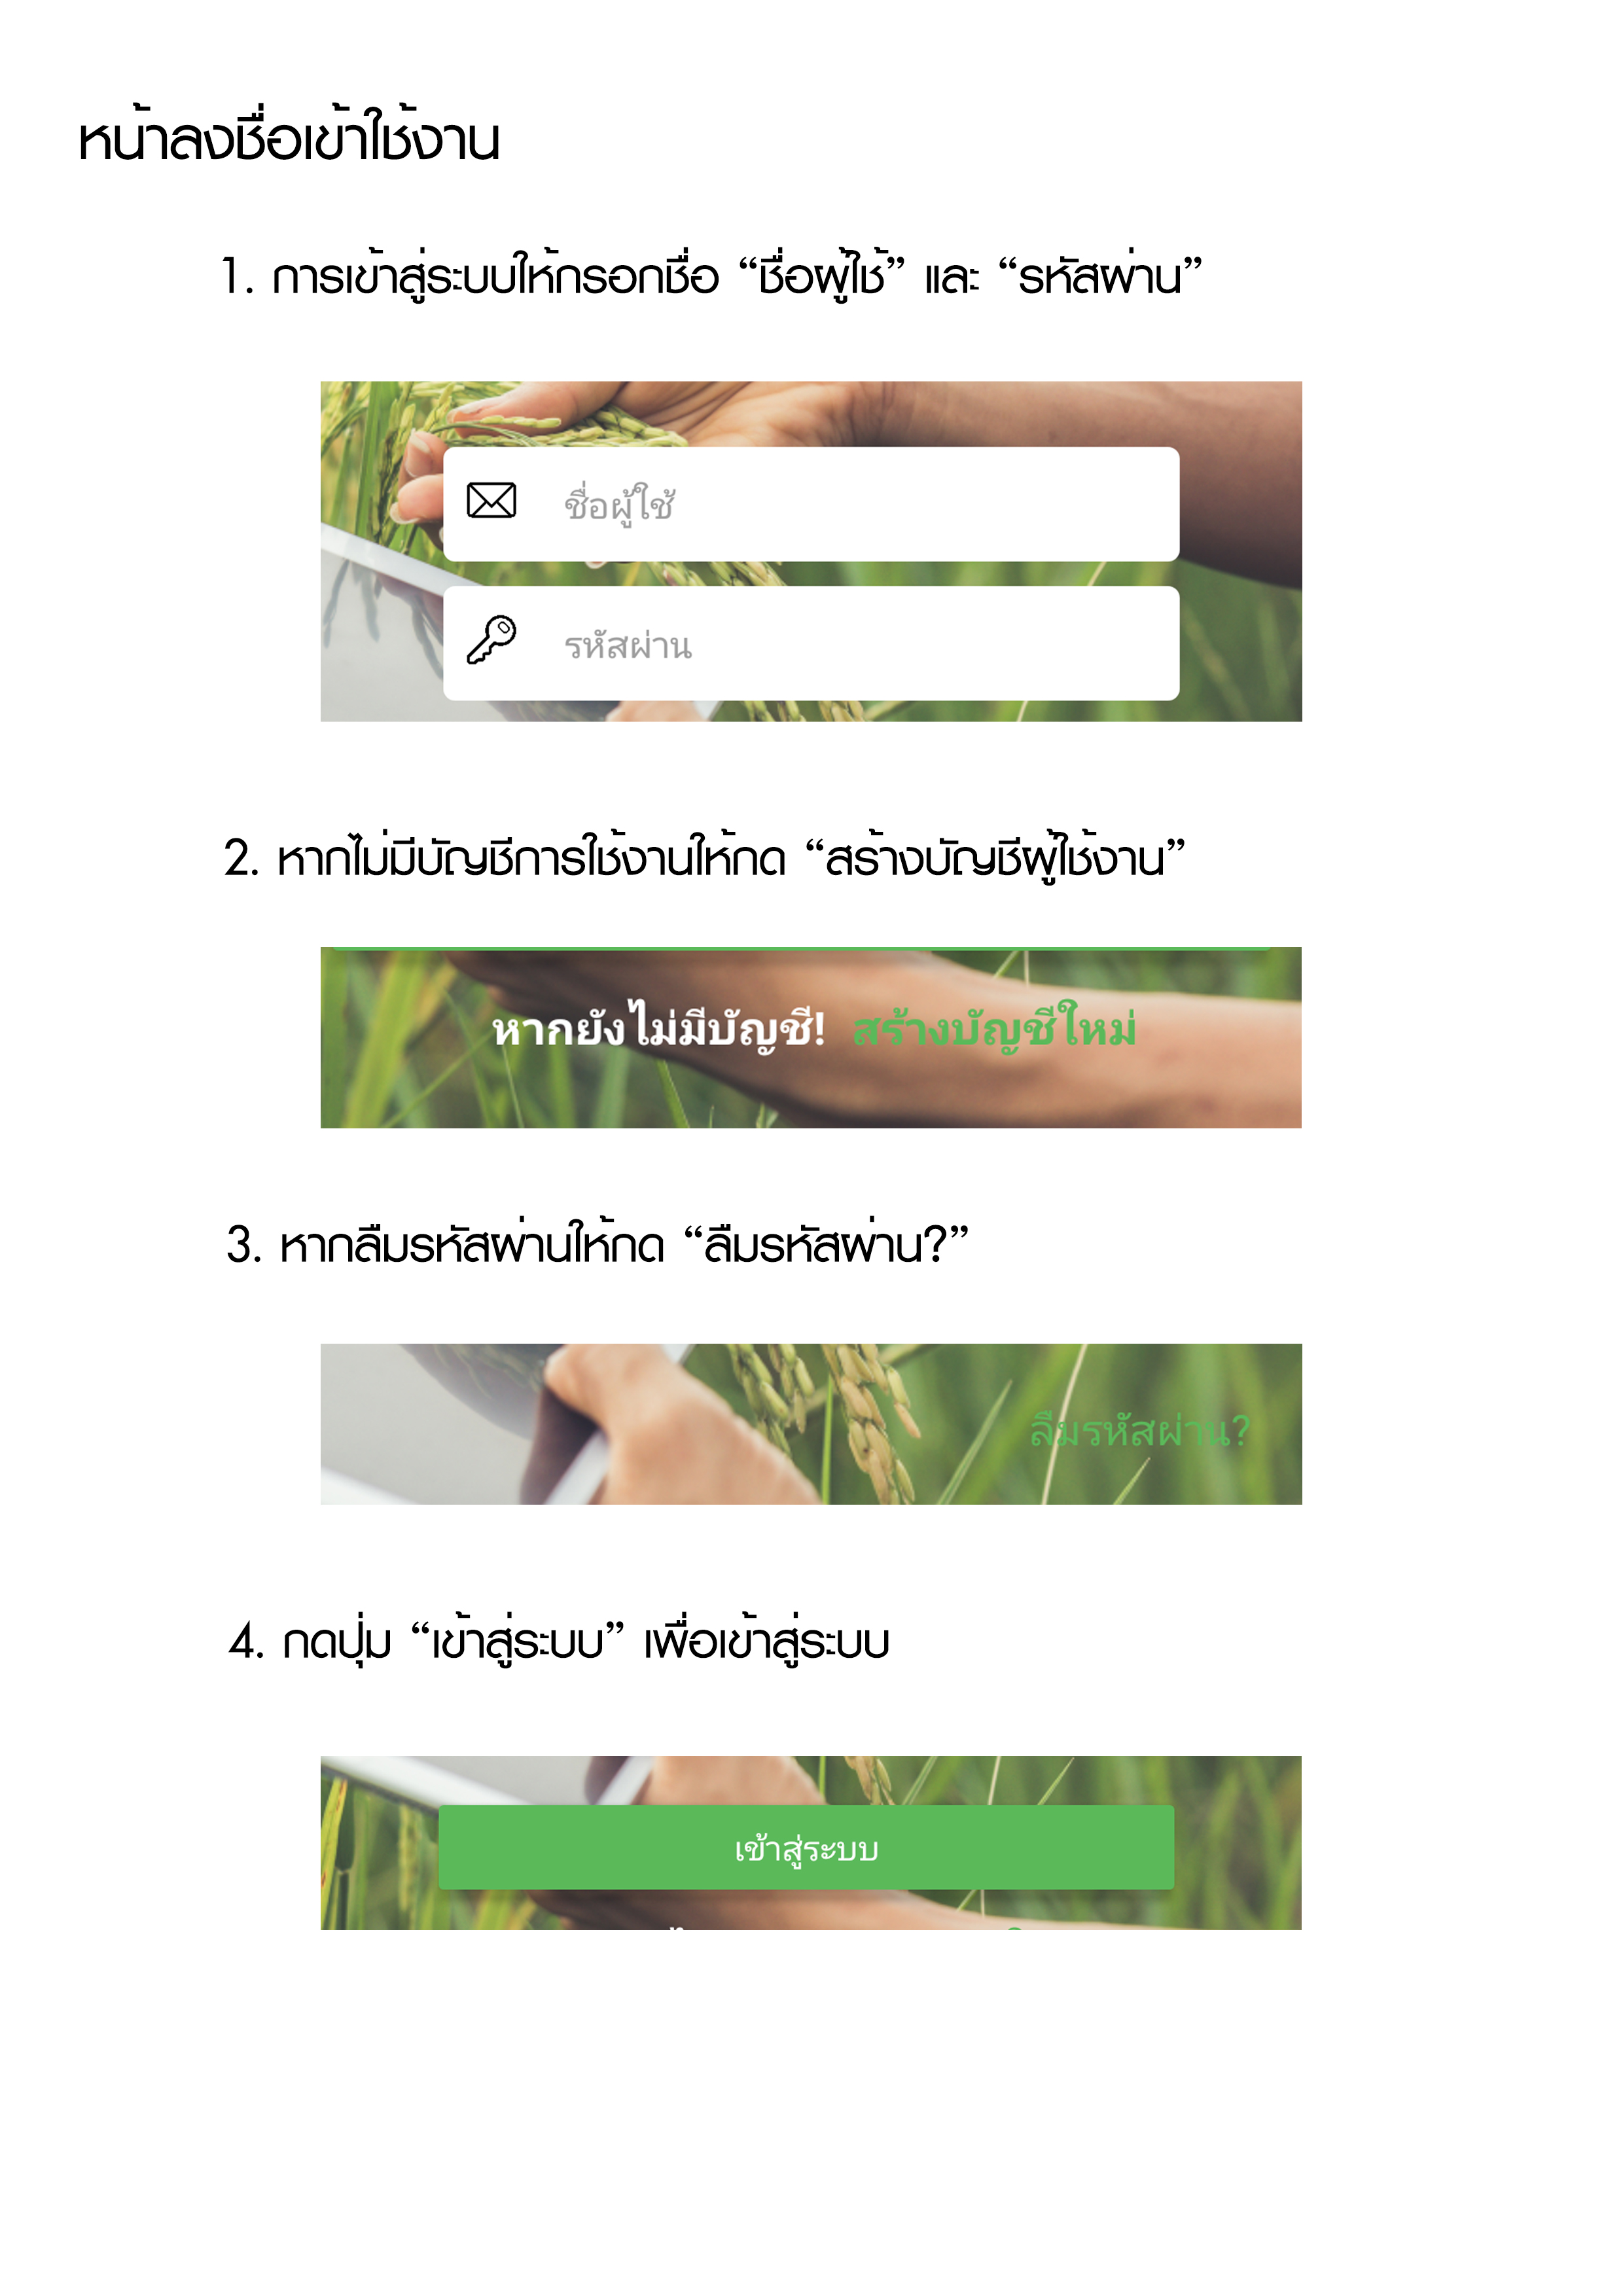 หน้าลงชื่อเข้าใช้งาน
1. การเข้าสู่ระบบให้กรอกชื่อ “ชื่อผู้ใช้” และ “รหัสผ่าน”
ชื่อผู้ใช้
รหัสผ่าน
2. หากไม่มีบัญชีการใช้งานให้กด “สร้างบัญชีผู้ใช้งาน”
หากยังไม่มีบัญชี! สร้างบัญชีใหม่
3. หากลืมรหัสผ่านให้กด “ลืมรหัสผ่าน?”
ลืมรหัสผ่าน?
4. กดปุ่ม “เข้าสู่ระบบ” เพื่อเข้าสู่ระบบ
เข้าสู่ระบบ